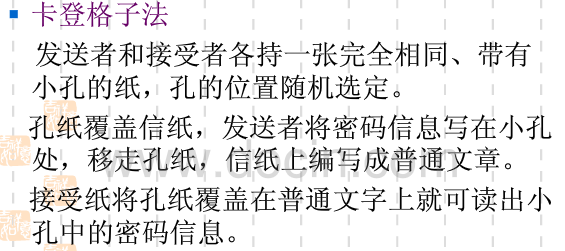 卡登格子法
发送者和接受者各持一张完全相同、带有
小孔的纸，孔的位置随机选定。
孔纸覆盖信纸，发送者将密码信息写在小孔
处，移走孔纸，信纸上编写成普通文章。
接受纸将孔纸覆盖在普通文字上就可读出小
孔中的密码信息。